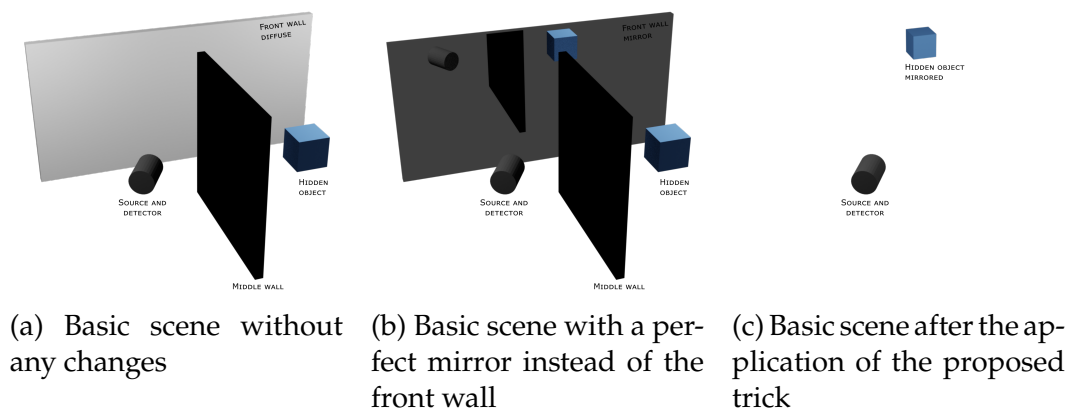 FRONT WALL
DIFFUSE
SOURCE AND
DETECTOR
HIDDEN
OBJECT
MIDDLE WALL
(a) Basic scene without
any changes
FRONT WALL
MIRROR
SOURCE AND
DETECTOR
HIDDEN
OBJECT
MIDDLE WALL
(b) Basic scene with a per-
fect mirror instead of the
front wall
HIDDEN OBJECT
MIRRORED
SOURCE AND
DETECTOR
(c) Basic scene after the ap-
plication of the proposed
trick